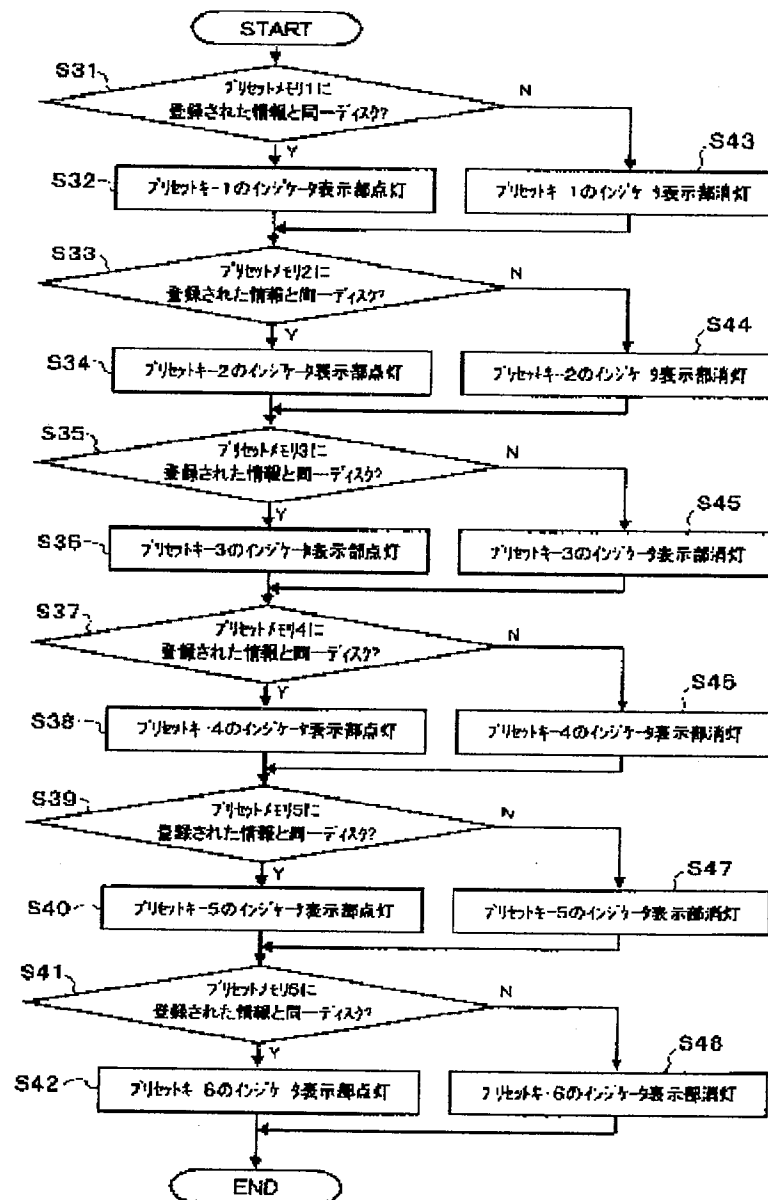 START
S31
プリセットメモリ1に
登録された情報と同一ディスク?
N
Y
S32
プリセットキー1のインジケータ表示部点灯
S43
プリセットキー1のインジケータ表示部消灯
S33
プリセットメモリ2に
登録された情報と同一ディスク?
N
Y
S34
プリセットキー2のインジケータ表示部点灯
S44
プリセットキー2のインジケータ表示部消灯
S35
プリセットメモリ3に
登録された情報と同一ディスク?
N
Y
S36
プリセットキー3のインジケータ表示部点灯
S45
プリセットキー3のインジケータ表示部消灯
S37
プリセットメモリ4に
登録された情報と同一ディスク?
N
Y
S38
プリセットキー4のインジケータ表示部点灯
S46
プリセットキー4のインジケータ表示部消灯
S39
プリセットメモリ5に
登録された情報と同一ディスク?
N
Y
S40
プリセットキー5のインジケータ表示部点灯
S47
プリセットキー5のインジケータ表示部消灯
S41
プリセットメモリ6に
登録された情報と同一ディスク?
N
Y
S42
プリセットキー6のインジケータ表示部点灯
S48
プリセットキー6のインジケータ表示部消灯
END